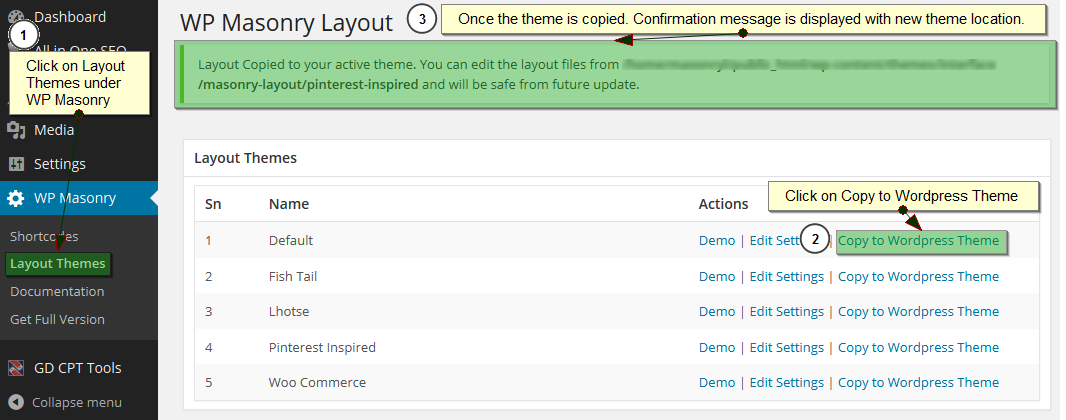 Dashboard
1
All in One SEO
Click on Layout
Themes under
WP Masonry
Media
Settings
WP Masonry
Shortcodes
Layout Themes
Documentation
Get Full Version
GD CPT Tools
Collapse menu
WP Masonry Layout
3
Once the theme is copied. Confirmation message is displayed with new theme location.
Layout Copied to your active theme. You can edit the layout files from
/masonry-layout/pinterest-inspired and will be safe from future update.
Layout Themes
Click on Copy to Wordpress Theme
Sn Name Actions
1 Default Demo | Edit Settings | 2 Copy to Wordpress Theme
2 Fish Tail Demo | Edit Settings | Copy to Wordpress Theme
3 Lhotse Demo | Edit Settings | Copy to Wordpress Theme
4 Pinterest Inspired Demo | Edit Settings | Copy to Wordpress Theme
5 Woo Commerce Demo | Edit Settings | Copy to Wordpress Theme